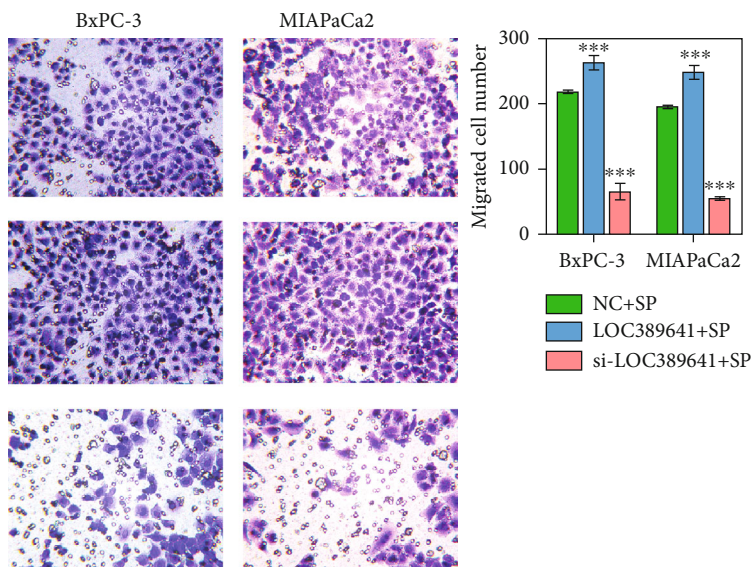 BxPC-3
MIAPaCa2
300
200
100
0
Migrated cell number
***
***
***
***
BxPC-3
MIAPaCa2
NC+SP
LOC389641+SP
si-LOC389641+SP